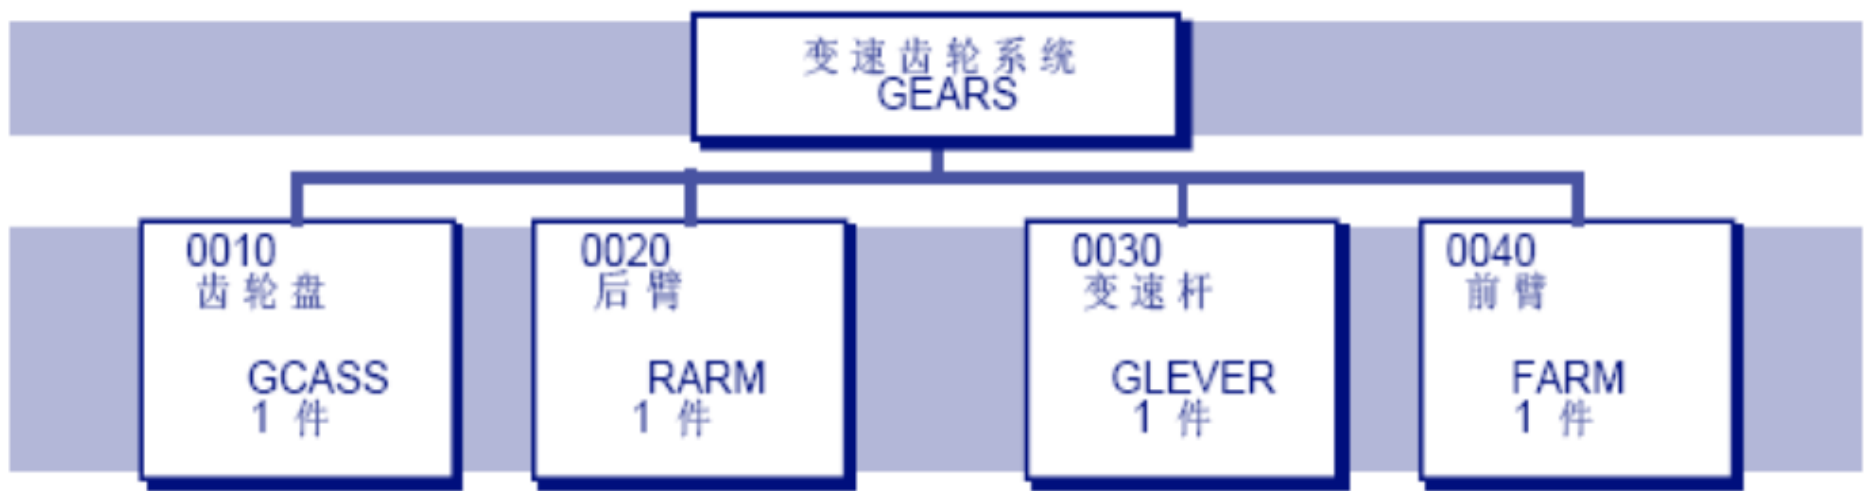 变速齿轮系统
GEARS
0010
齿轮盘
GCASS
1 件
0020
后臂
RARM
1 件
0030
变速杆
GLEVER
1 件
0040
前臂
FARM
1 件